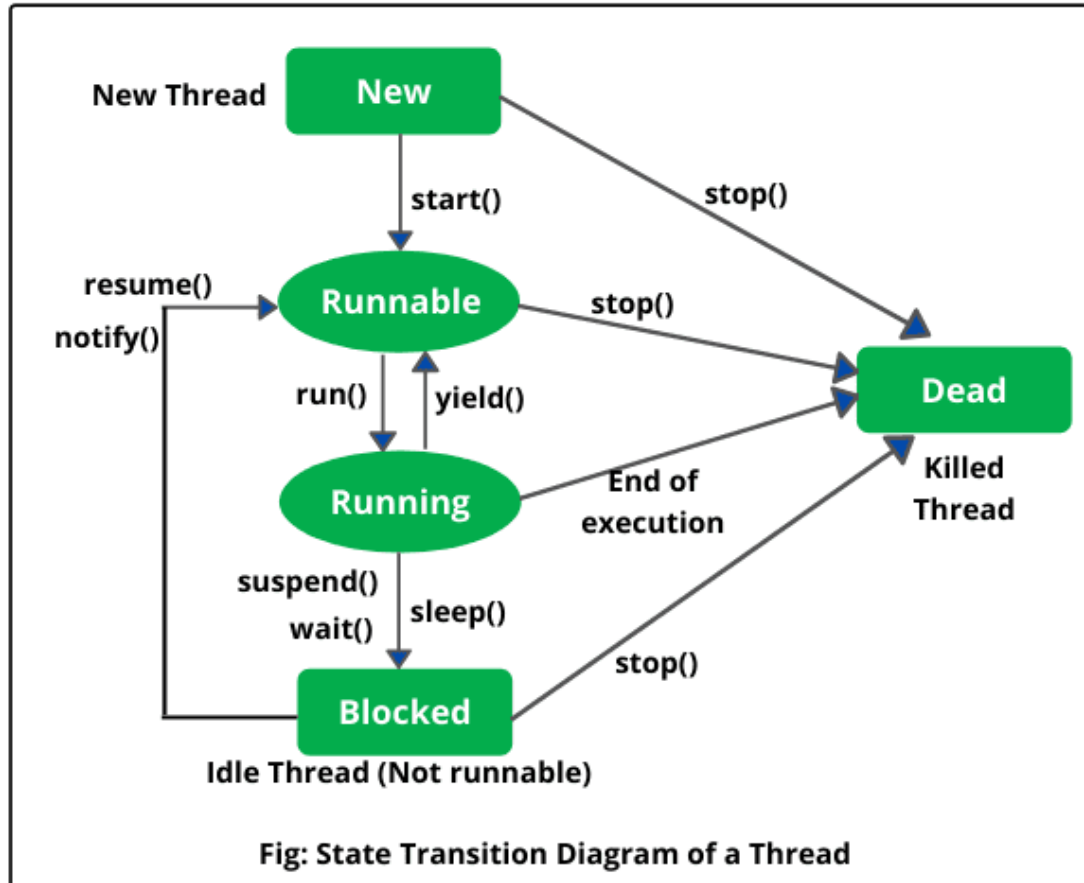 New
New Thread
start()
stop()
resume()
notify()
Runnable
stop()
run()
yield()
Dead
Killed
Thread
Running
End of
execution
suspend()
wait()
sleep()
stop()
Blocked
Idle Thread (Not runnable)
Fig: State Transition Diagram of a Thread